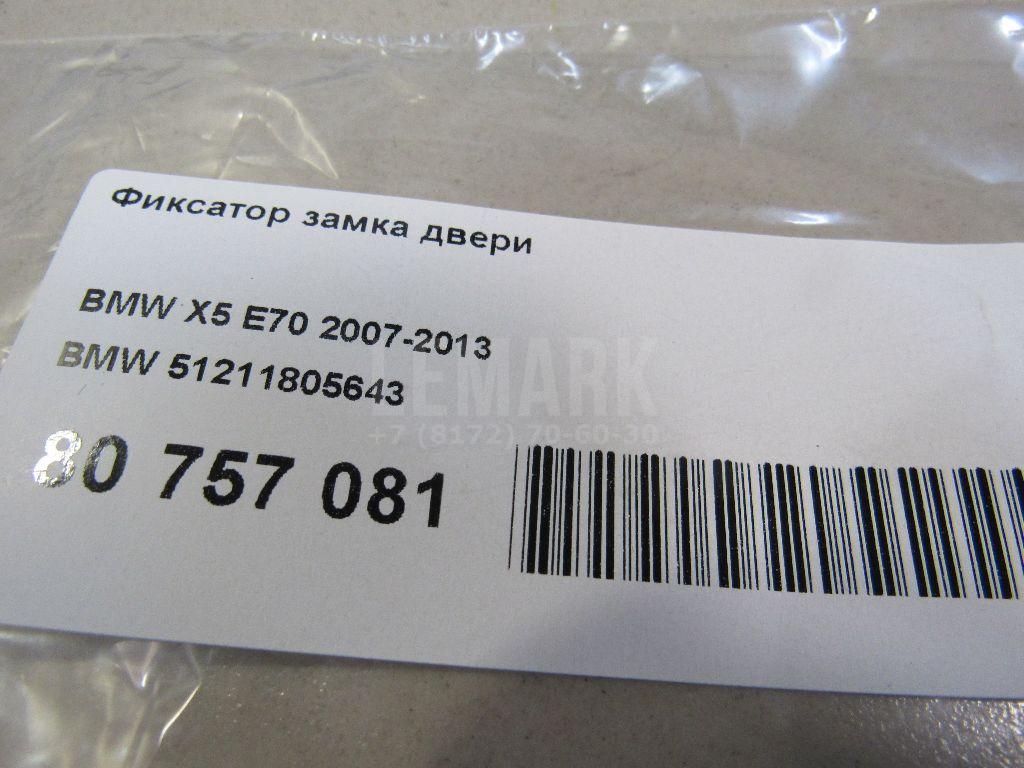 Фиксатор замка двери
BMW X5 E70 2007-2013
BMW 51211805643
LEMARK
+7 (8172) 70-60-30
80 757 081